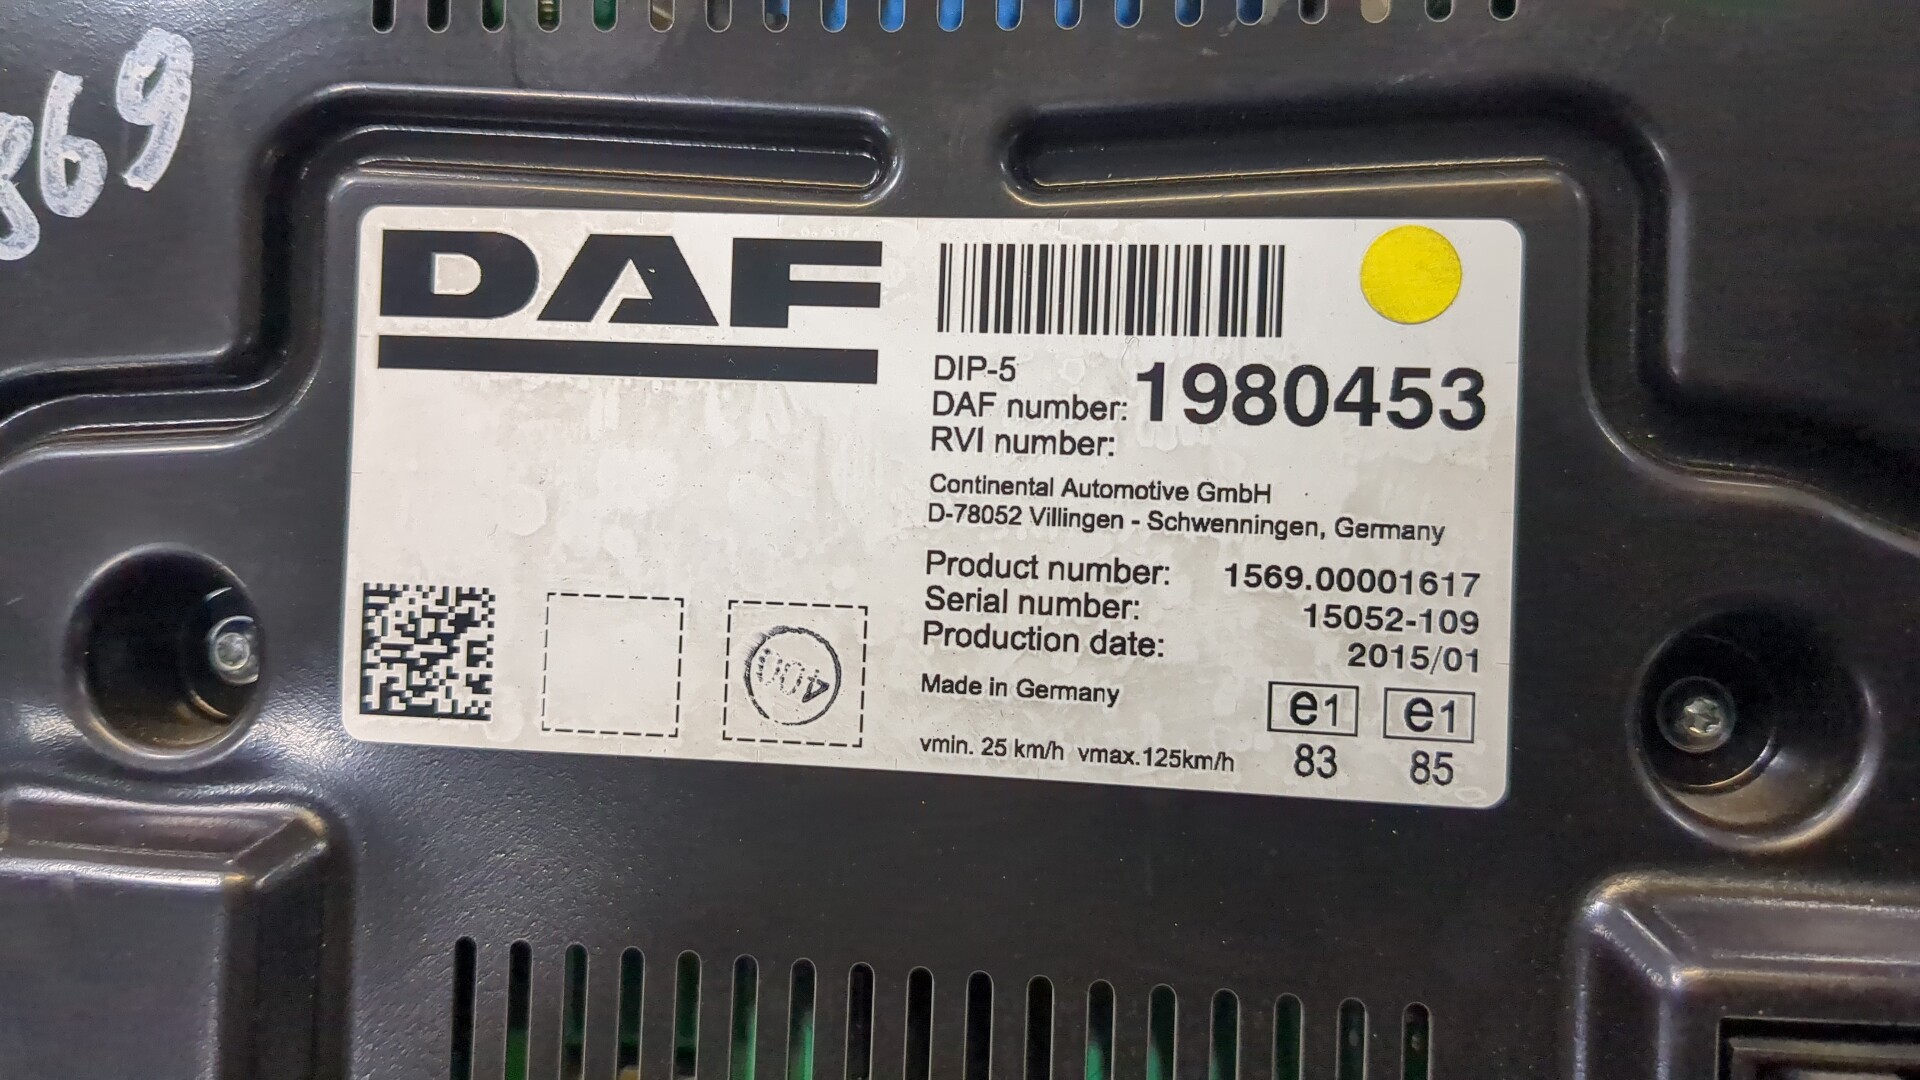 869
DAF
DIP-5
DAF number: 1980453
RVI number:
Continental Automotive GmbH
D-78052 Villingen - Schwenningen, Germany
Product number: 1569.00001617
Serial number: 15052-109
Production date: 2015/01
Made in Germany
e1 e1
83 85
vmin. 25 km/h vmax.125km/h